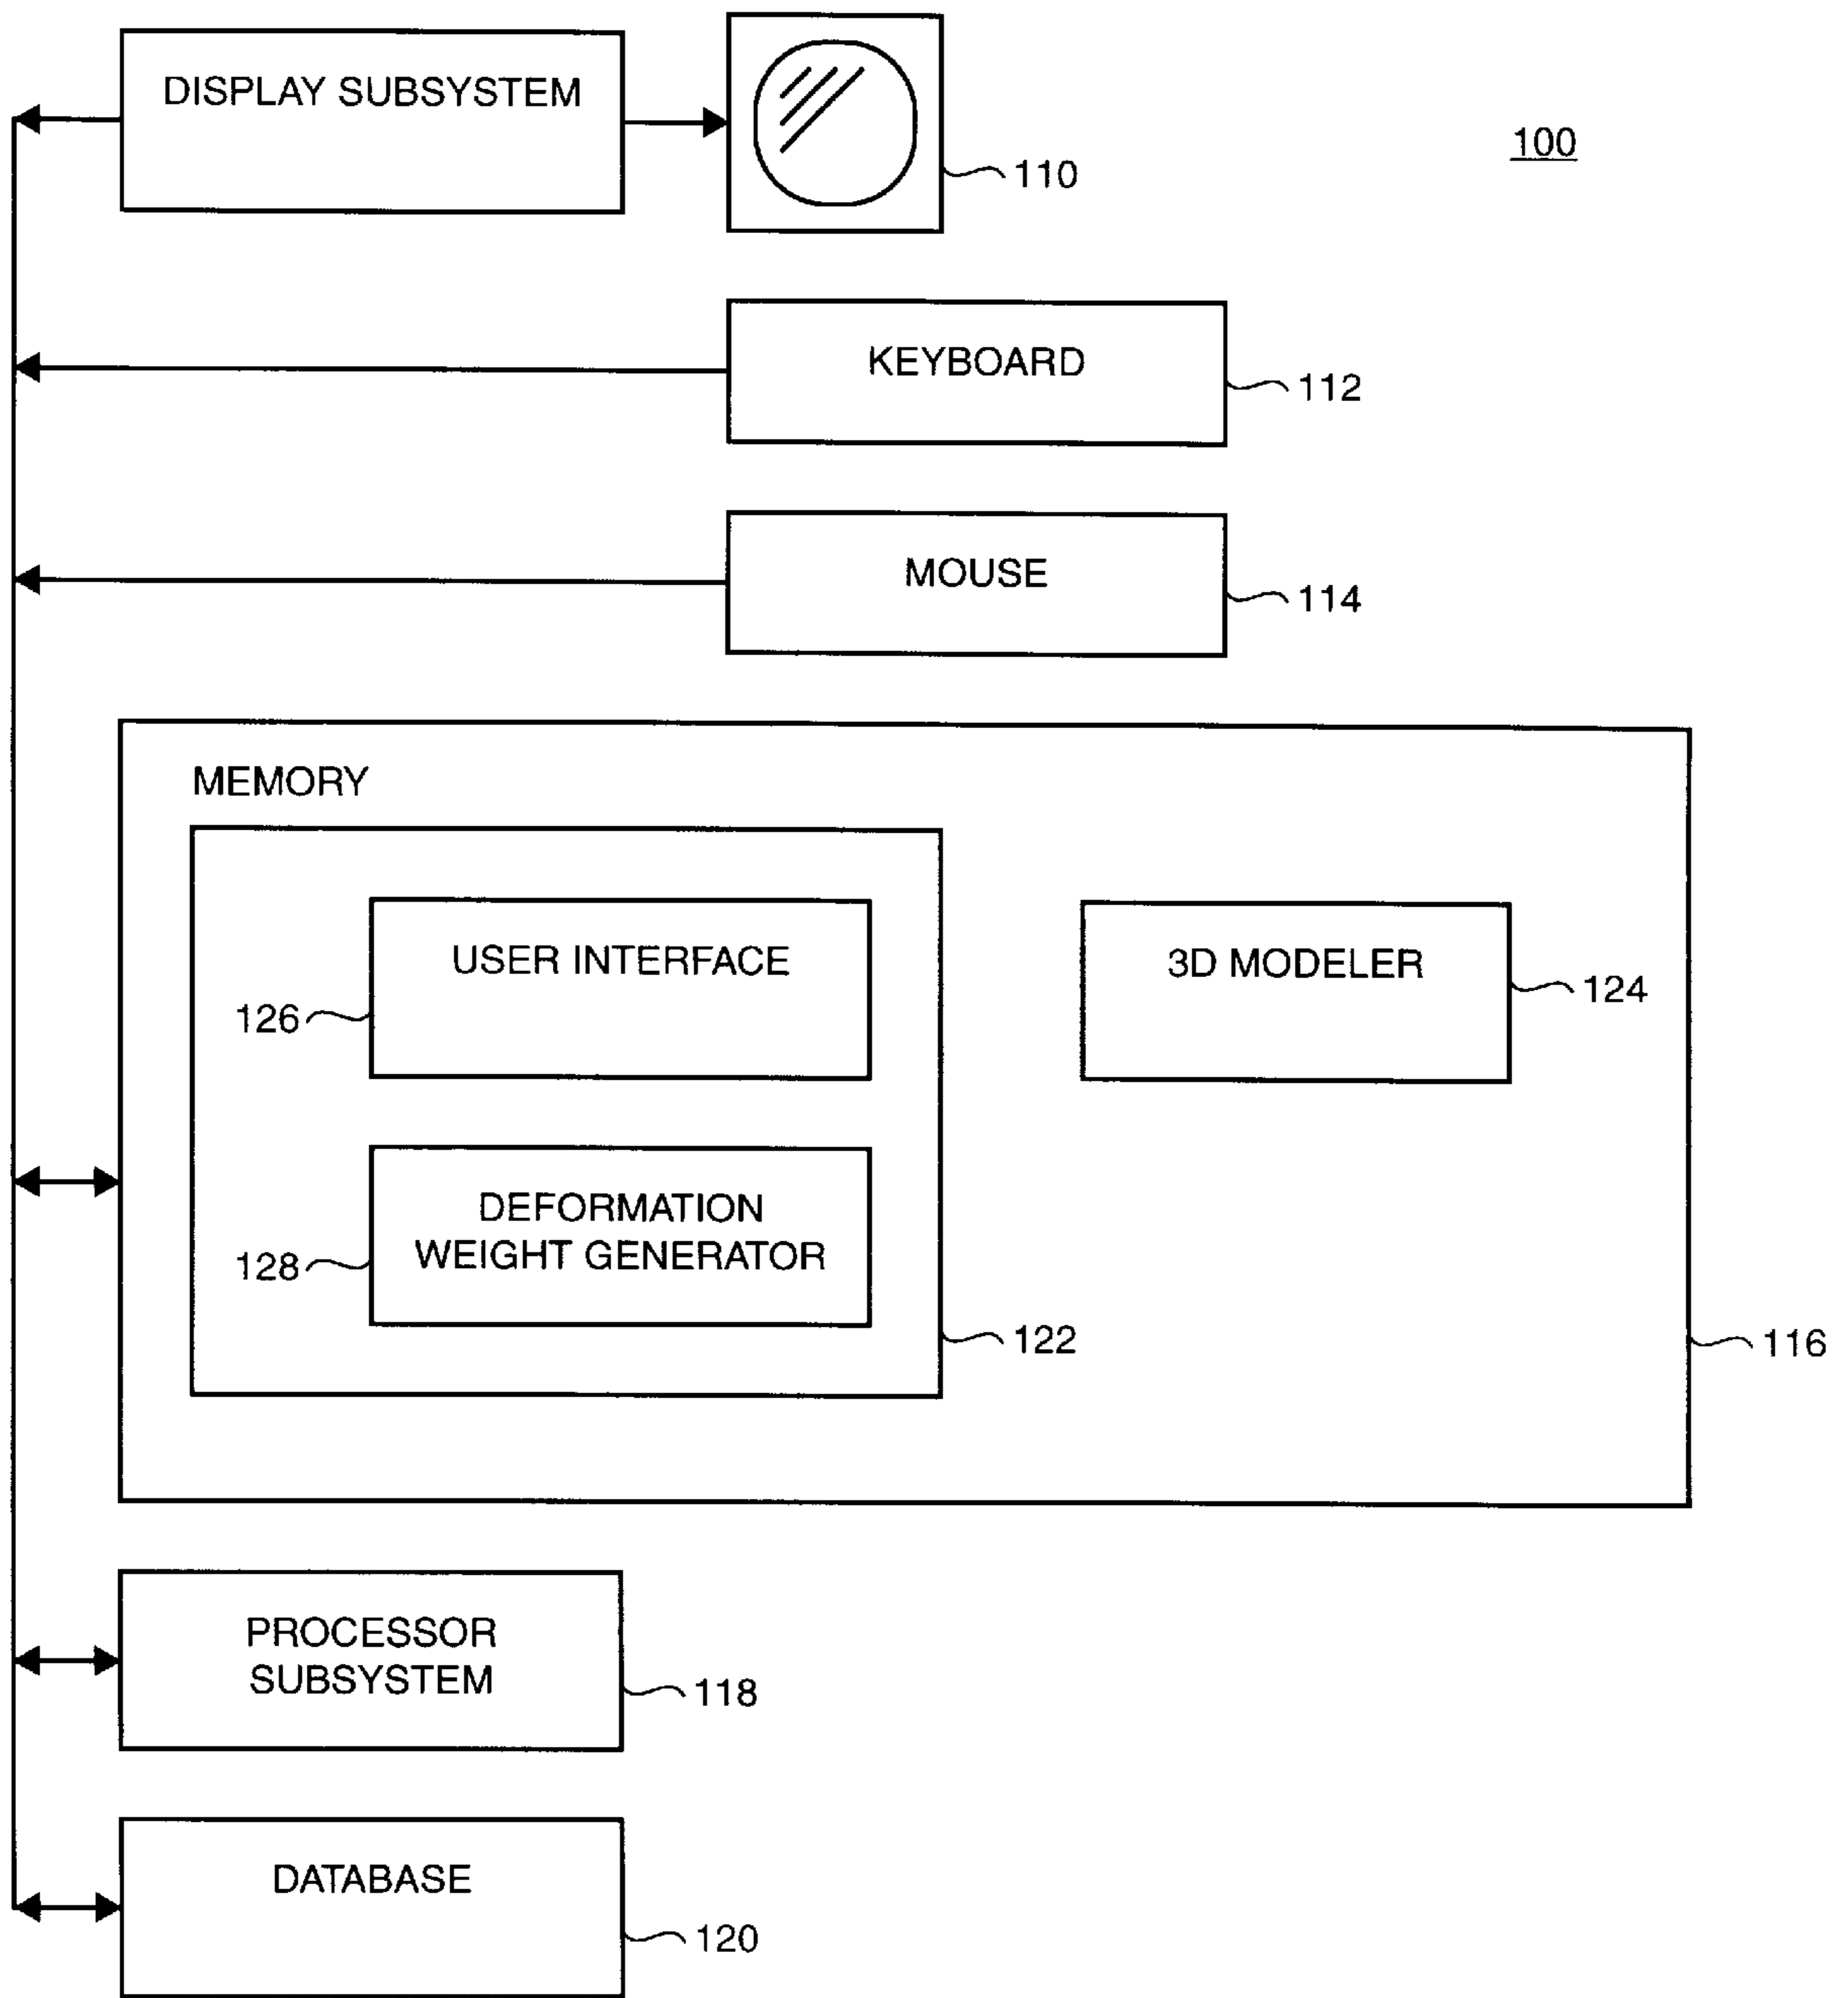 DISPLAY SUBSYSTEM
100
110
KEYBOARD
112
MOUSE
114
MEMORY
USER INTERFACE
126
3D MODELER
124
DEFORMATION
WEIGHT GENERATOR
128
122
116
PROCESSOR
SUBSYSTEM
118
DATABASE
120